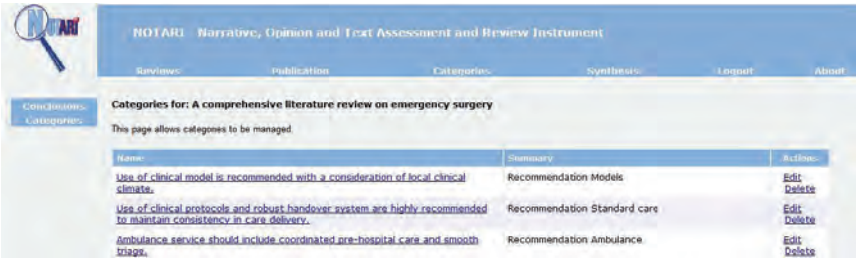 NOTARI
NOTARI - Narrative, Opinion and Text Assessment and Review Instrument
Reviews Publication Categories Synthesis Logout About
Conclusions
Categories
Categories for: A comprehensive literature review on emergency surgery
This page allows categories to be managed.
Name Summary Actions
Use of clinical model is recommended with a consideration of local clinical Recommendation Models Edit
climate. Delete
Use of clinical protocols and robust handover system are highly recommended Recommendation Standard care Edit
to maintain consistency in care delivery. Delete
Ambulance service should include coordinated pre-hospital care and smooth Recommendation Ambulance Edit
triage. Delete